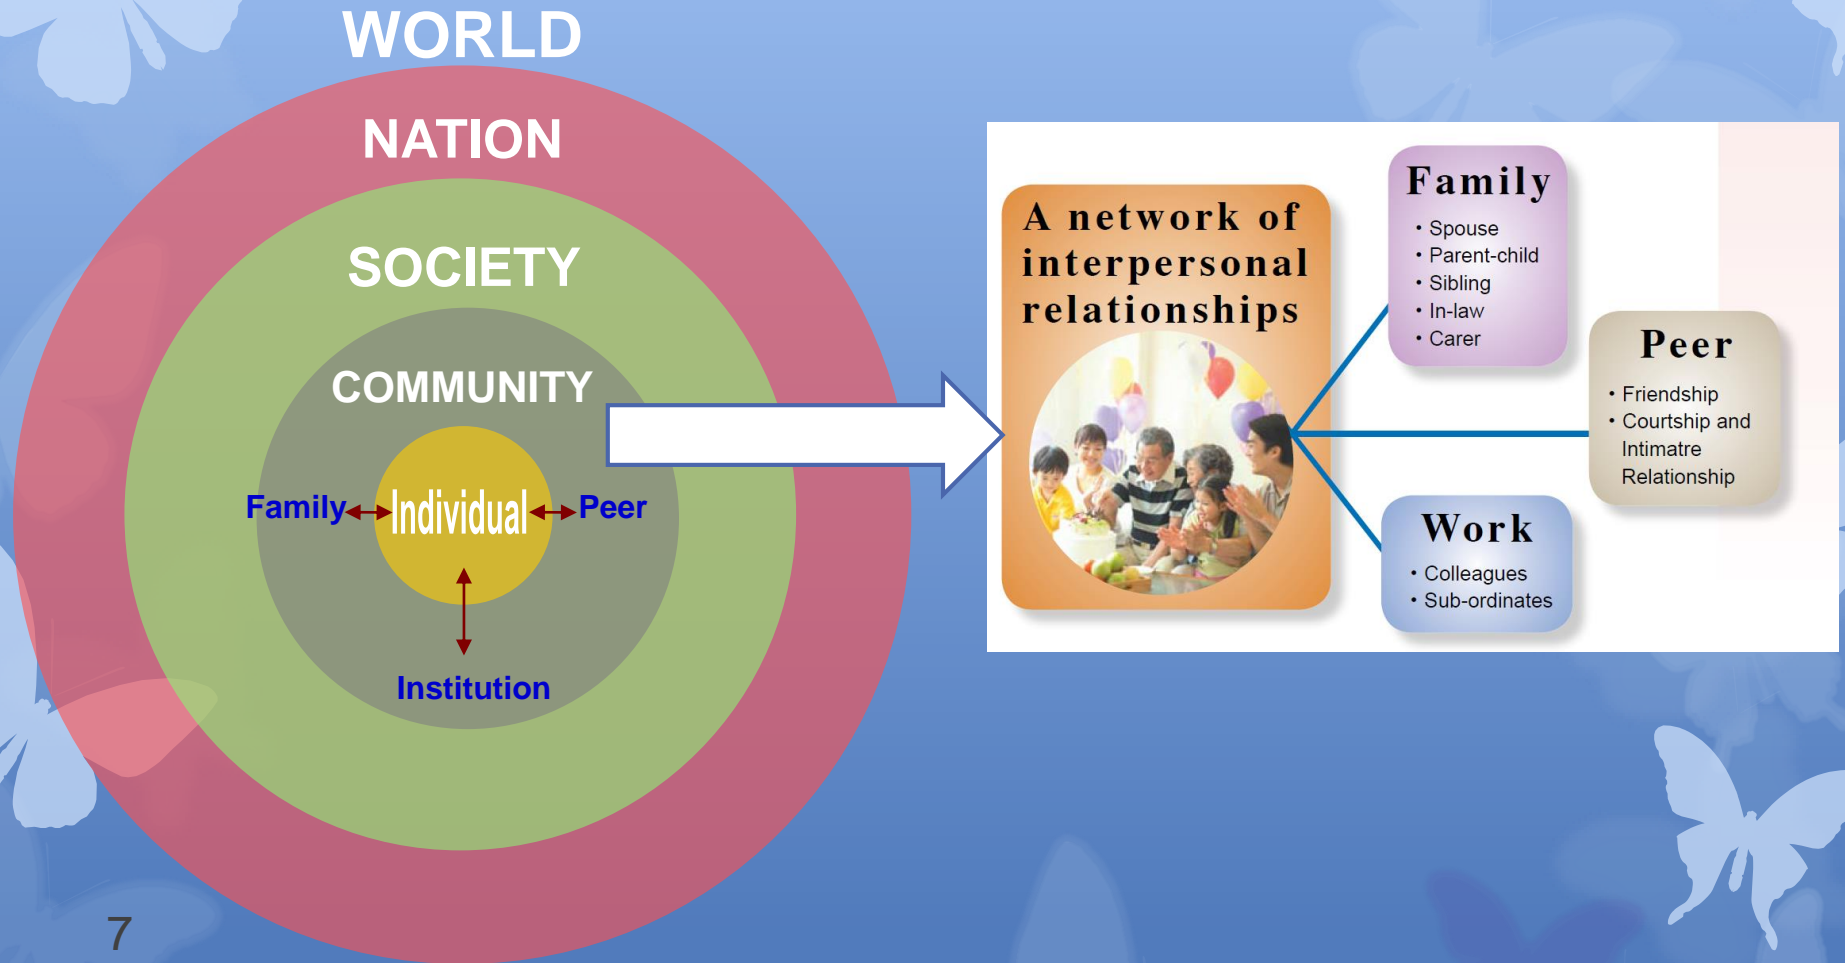 WORLD
NATION
SOCIETY
COMMUNITY
Family
Individual
Peer
Institution
A network of
interpersonal
relationships
Family
• Spouse
• Parent-child
• Sibling
• In-law
• Carer
Peer
• Friendship
• Courtship and
Intimatre
Relationship
Work
• Colleagues
• Sub-ordinates
7